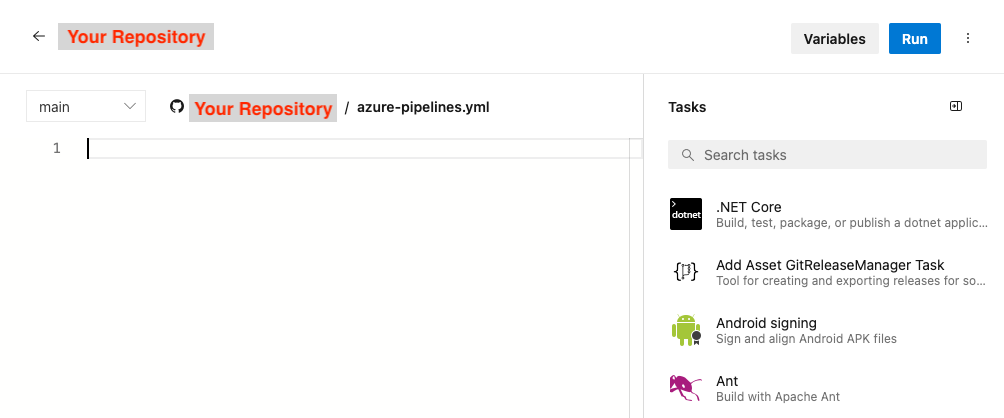 Your Repository
Variables
Run
main
Your Repository / azure-pipelines.yml
Tasks
1
Search tasks
dotnet
.NET Core
Build, test, package, or publish a dotnet applic...
Add Asset GitReleaseManager Task
Tool for creating and exporting releases for so...
Android signing
Sign and align Android APK files
Ant
Build with Apache Ant